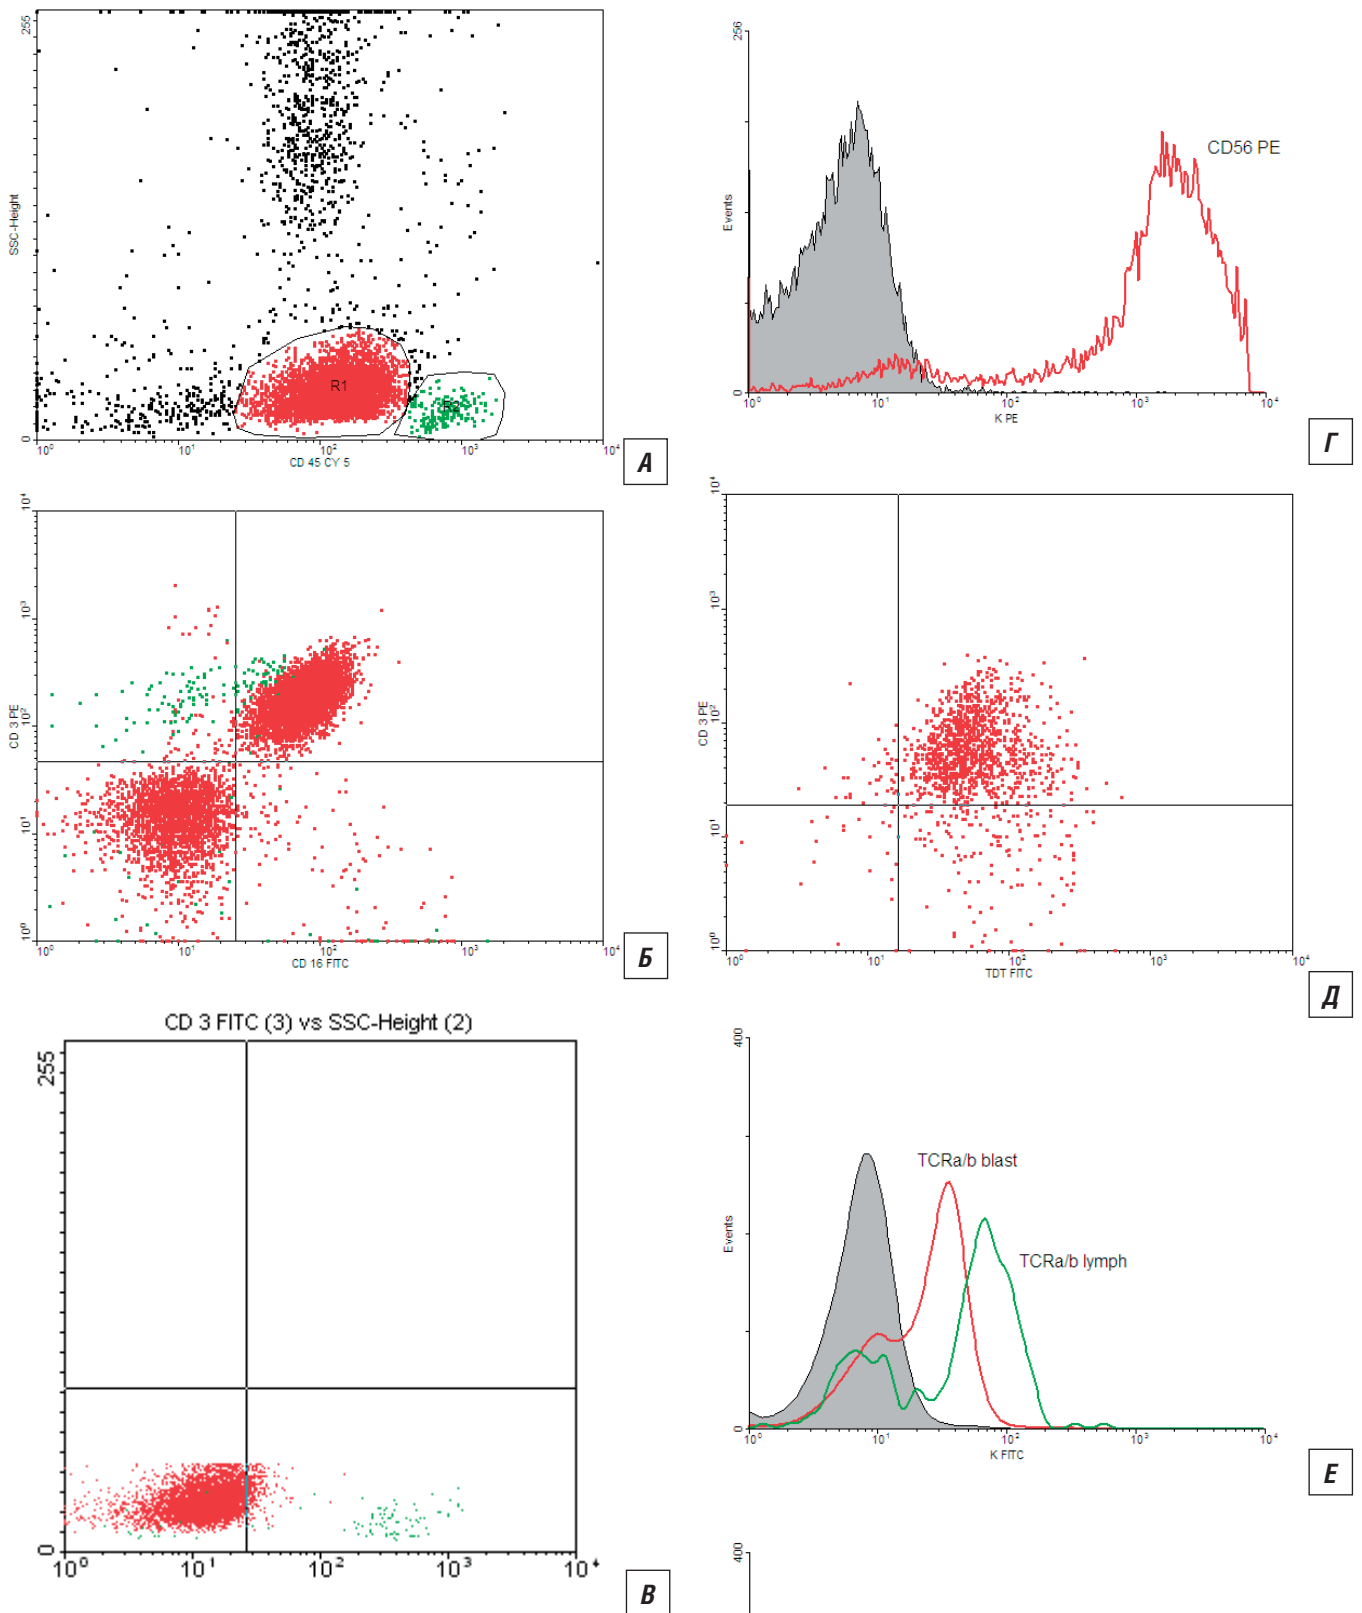 255
SSC-Height
R1
R2
0
10⁰ 10¹ 10² 10³ 10⁴
CD 45 CY 5
А
10⁴
10³
CD 3 PE
10²
10¹
10⁰
10⁰ 10¹ 10² 10³ 10⁴
CD 16 FITC
Б
CD 3 FITC (3) vs SSC-Height (2)
255
0
10⁰ 10¹ 10² 10³ 10⁴
В
256
Events
CD56 PE
0
10⁰ 10¹ 10² 10³ 10⁴
K PE
Г
10⁴
10³
CD 3 PE
10²
10¹
10⁰
10⁰ 10¹ 10² 10³ 10⁴
TDT FITC
Д
400
Events
TCRa/b blast
TCRa/b lymph
0
10⁰ 10¹ 10² 10³ 10⁴
K FITC
Е
400